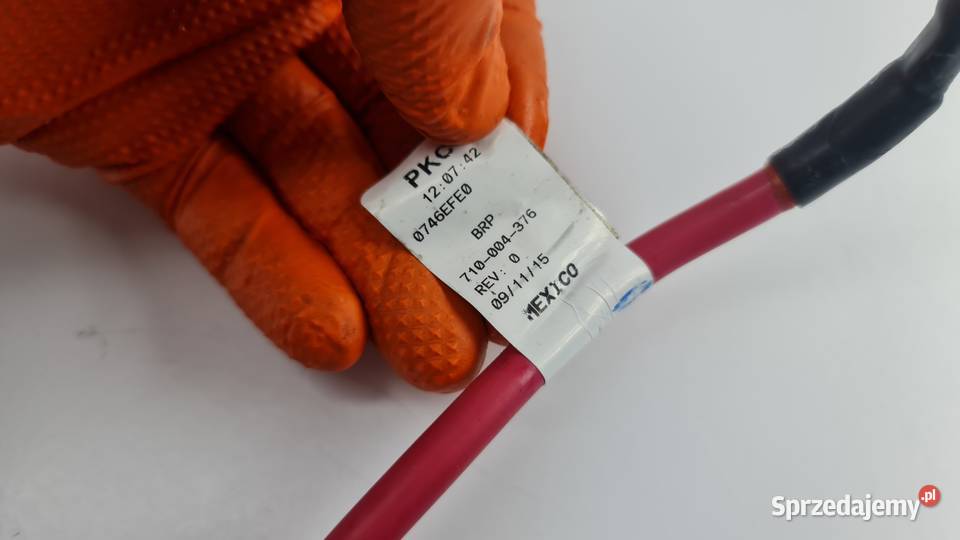 PKC
12:07:42
0746EFE0
BRP
710-004-376
REV: 0
09/11/15
MEXICO
Sprzedajemy.pl